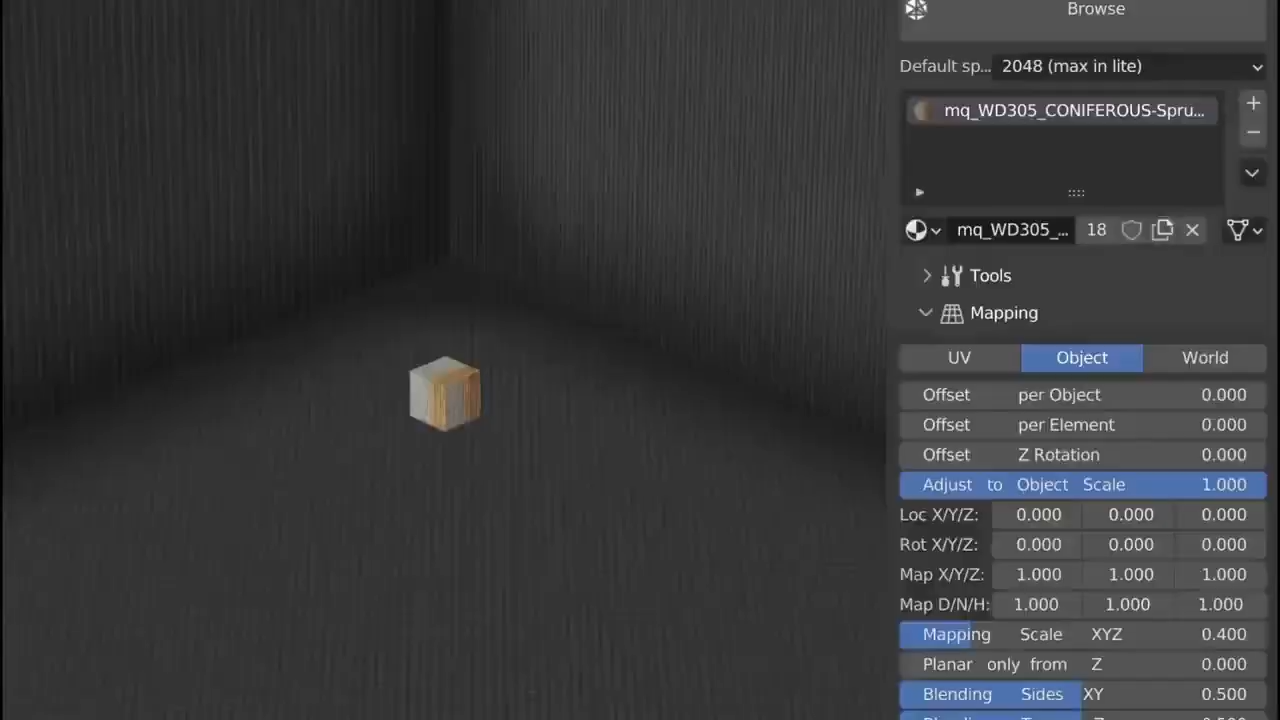 Browse
Default sp... 2048 (max in lite)
mq_WD305_CONIFEROUS-Spru...
mq_WD305_... 18
Tools
Mapping
UV Object World
Offset per Object 0.000
Offset per Element 0.000
Offset Z Rotation 0.000
Adjust to Object Scale 1.000
Loc X/Y/Z: 0.000 0.000 0.000
Rot X/Y/Z: 0.000 0.000 0.000
Map X/Y/Z: 1.000 1.000 1.000
Map D/N/H: 1.000 1.000 1.000
Mapping Scale XYZ 0.400
Planar only from Z 0.000
Blending Sides XY 0.500